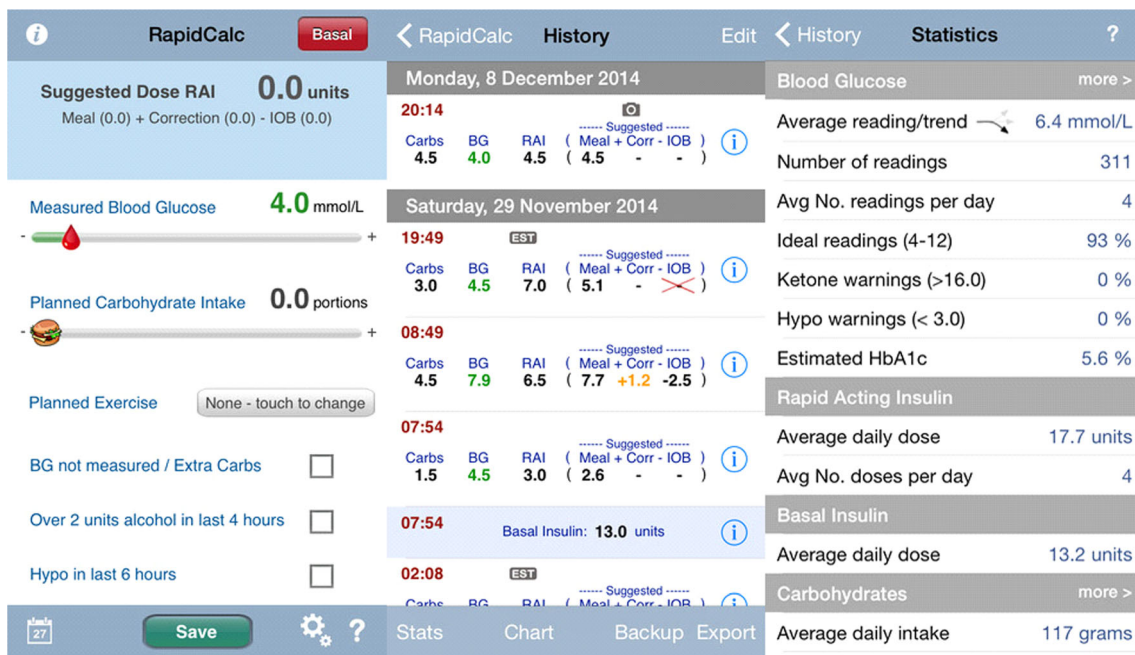 RapidCalc
Basal
Suggested Dose RAI 0.0 units
Meal (0.0) + Correction (0.0) - IOB (0.0)
Measured Blood Glucose 4.0 mmol/L
- +
Planned Carbohydrate Intake 0.0 portions
- +
Planned Exercise None - touch to change
BG not measured / Extra Carbs
Over 2 units alcohol in last 4 hours
Hypo in last 6 hours
27 Save ?
RapidCalc History Edit
Monday, 8 December 2014
20:14
------ Suggested ------
Carbs BG RAI ( Meal + Corr - IOB )
4.5 4.0 4.5 ( 4.5 - - )
Saturday, 29 November 2014
19:49 EST
------ Suggested ------
Carbs BG RAI ( Meal + Corr - IOB )
3.0 4.5 7.0 ( 5.1 - - )
08:49
------ Suggested ------
Carbs BG RAI ( Meal + Corr - IOB )
4.5 7.9 6.5 ( 7.7 +1.2 -2.5 )
07:54
------ Suggested ------
Carbs BG RAI ( Meal + Corr - IOB )
1.5 4.5 3.0 ( 2.6 - - )
07:54 Basal Insulin: 13.0 units
02:08 EST
------ Suggested ------
Carbs BG RAI ( Meal + Corr - IOB )
Stats Chart Backup Export
History Statistics ?
Blood Glucose more >
Average reading/trend 6.4 mmol/L
Number of readings 311
Avg No. readings per day 4
Ideal readings (4-12) 93 %
Ketone warnings (>16.0) 0 %
Hypo warnings (< 3.0) 0 %
Estimated HbA1c 5.6 %
Rapid Acting Insulin
Average daily dose 17.7 units
Avg No. doses per day 4
Basal Insulin
Average daily dose 13.2 units
Carbohydrates more >
Average daily intake 117 grams